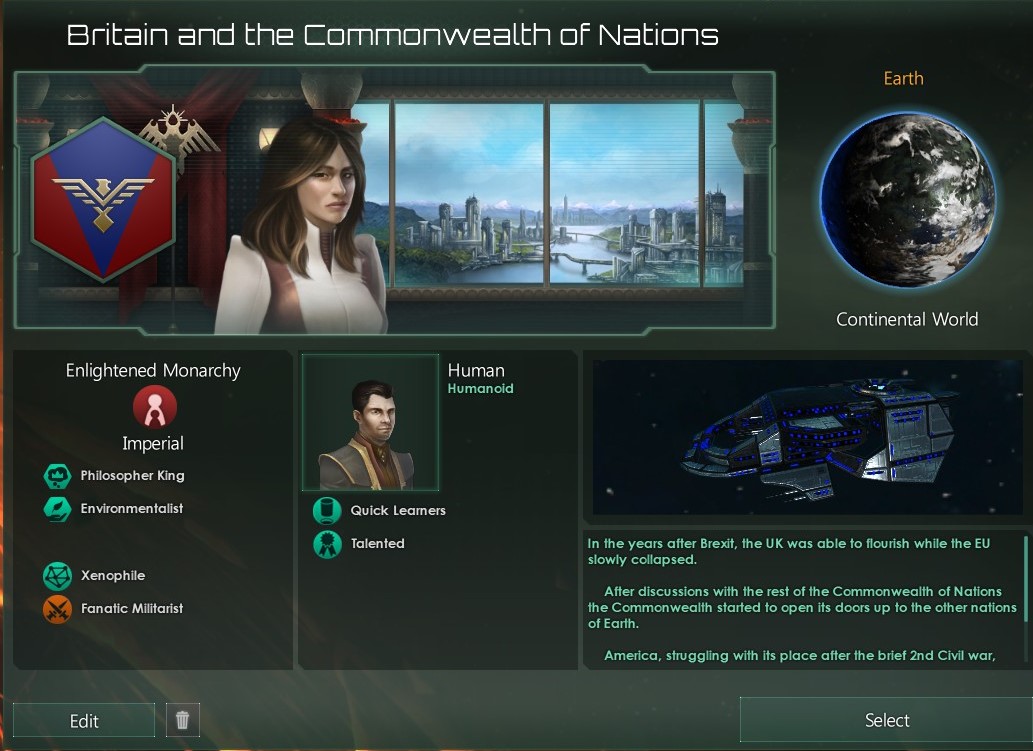 Britain and the Commonwealth of Nations
Earth
Continental World
Enlightened Monarchy
Imperial
Philosopher King
Environmentalist
Xenophile
Fanatic Militarist
Human
Humanoid
Quick Learners
Talented
In the years after Brexit, the UK was able to flourish while the EU
slowly collapsed.
After discussions with the rest of the Commonwealth of Nations
the Commonwealth started to open its doors up to the other nations
of Earth.
America, struggling with its place after the brief 2nd Civil war,
Edit
Select